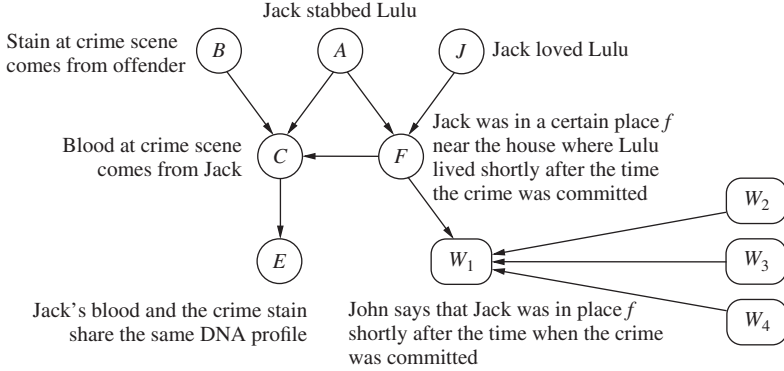 Jack stabbed Lulu
Stain at crime scene
comes from offender
B
A
J
Jack loved Lulu
Blood at crime scene
comes from Jack
C
F
Jack was in a certain place f
near the house where Lulu
lived shortly after the time
the crime was committed
E
W1
W2
W3
W4
Jack's blood and the crime stain
share the same DNA profile
John says that Jack was in place f
shortly after the time when the crime
was committed